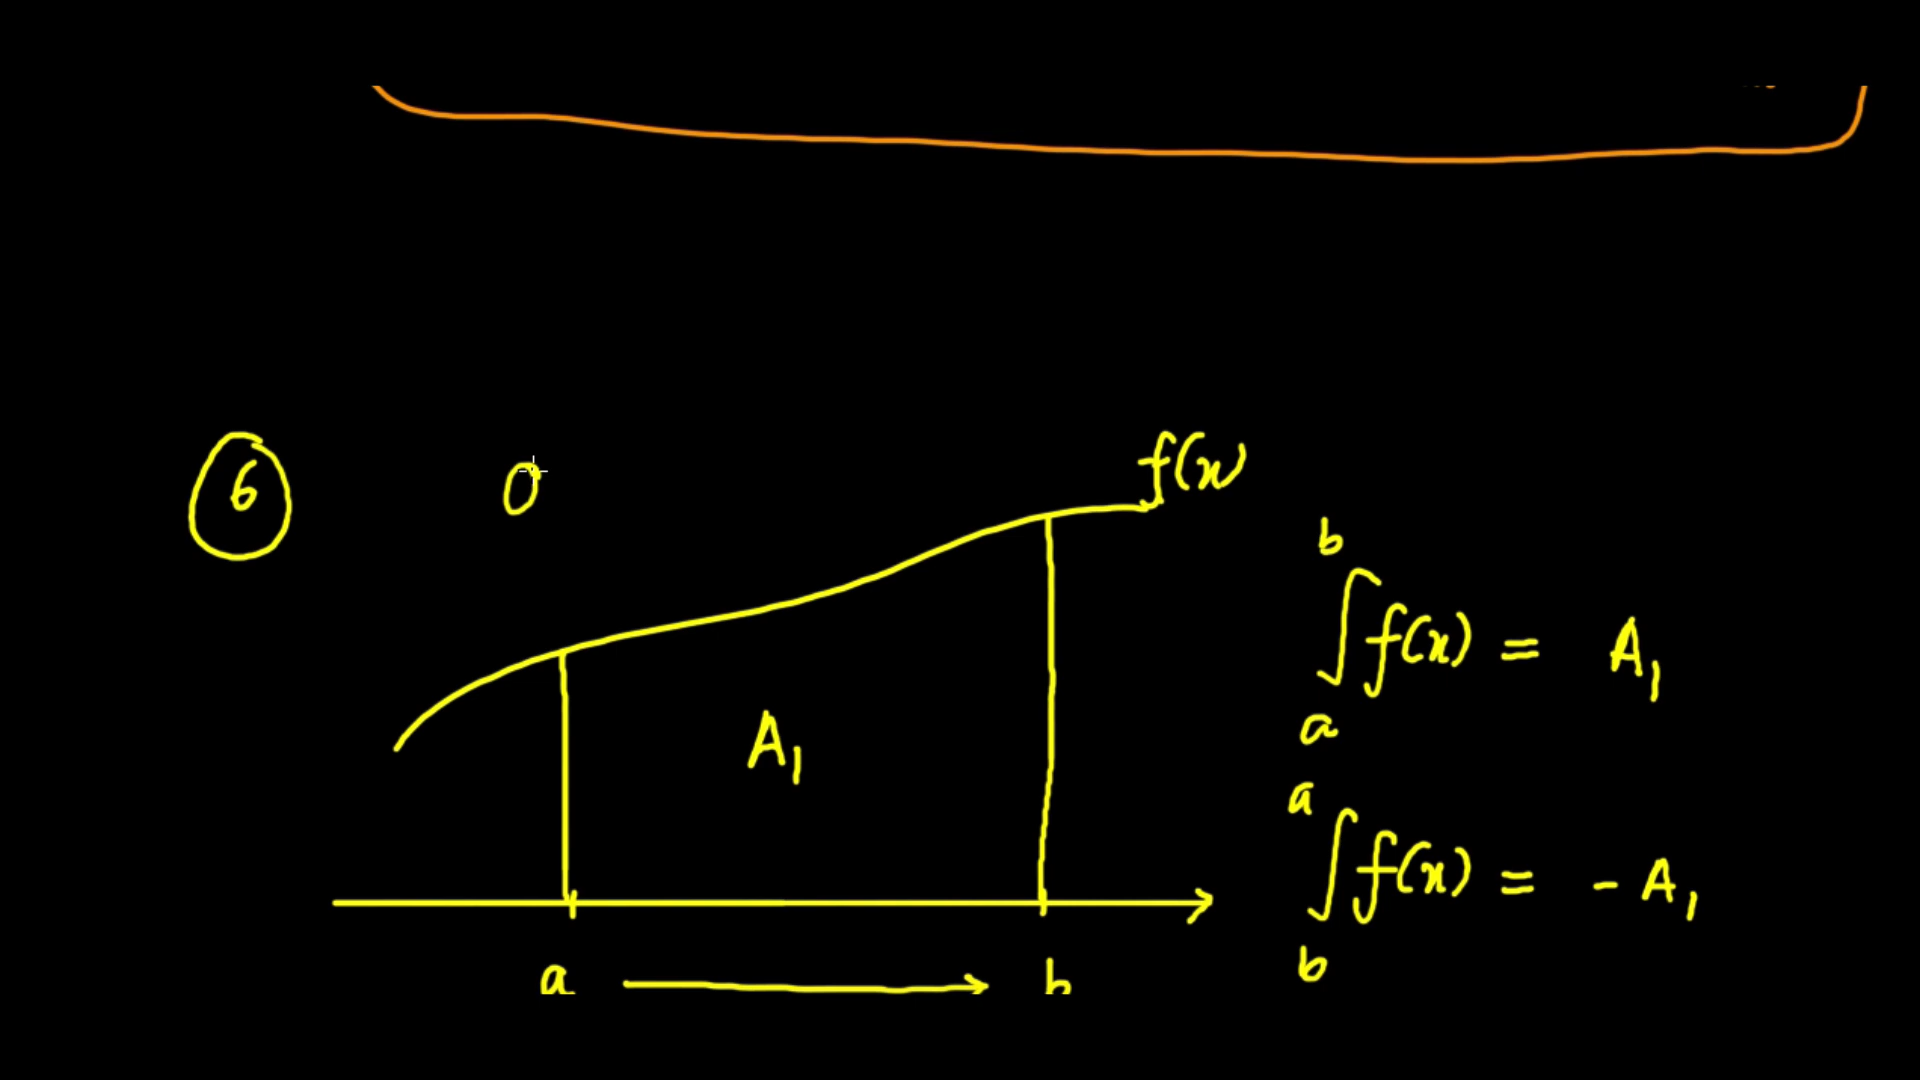 6 0
f(x)
b
∫ f(x) = A₁
a
A₁
a
∫ f(x) = - A₁
b
a → b